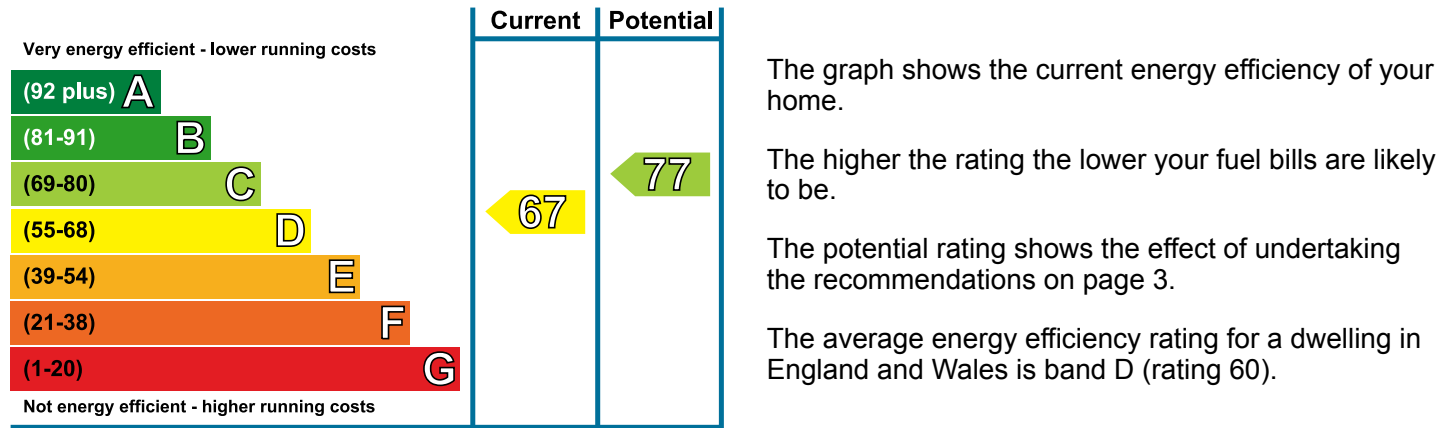 Current Potential
Very energy efficient - lower running costs
(92 plus) A
(81-91) B
(69-80) C
(55-68) D
(39-54) E
(21-38) F
(1-20) G
Not energy efficient - higher running costs
67
77
The graph shows the current energy efficiency of your
home.
The higher the rating the lower your fuel bills are likely
to be.
The potential rating shows the effect of undertaking
the recommendations on page 3.
The average energy efficiency rating for a dwelling in
England and Wales is band D (rating 60).